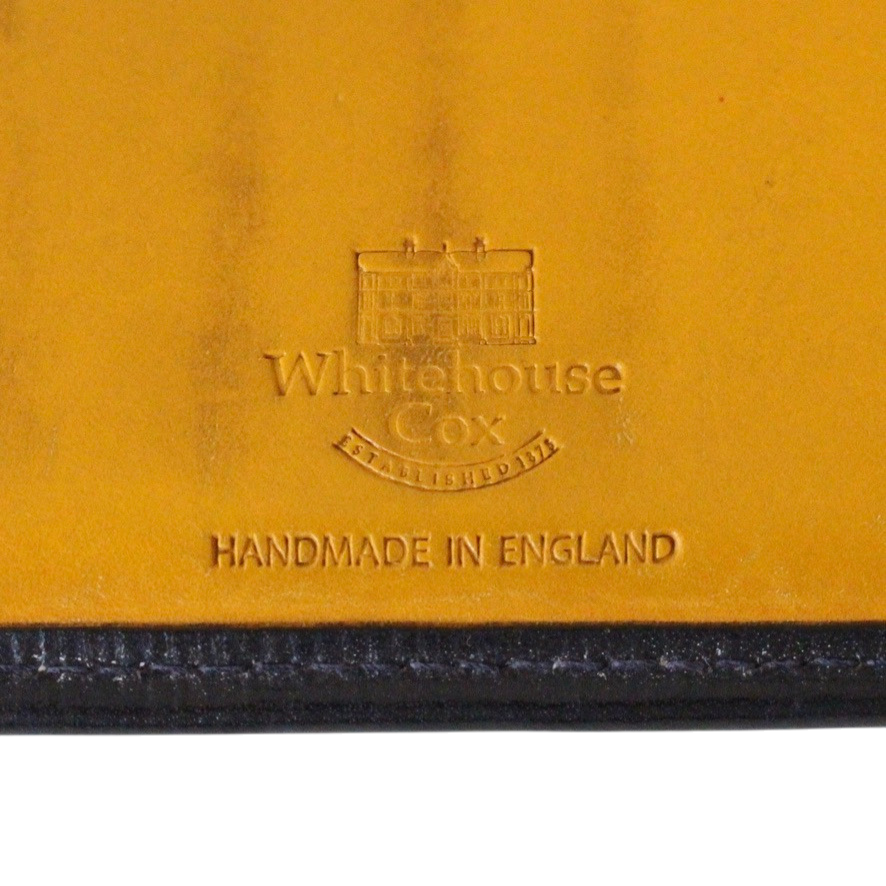 Whitehouse
Cox
ESTABLISHED 1875
HANDMADE IN ENGLAND